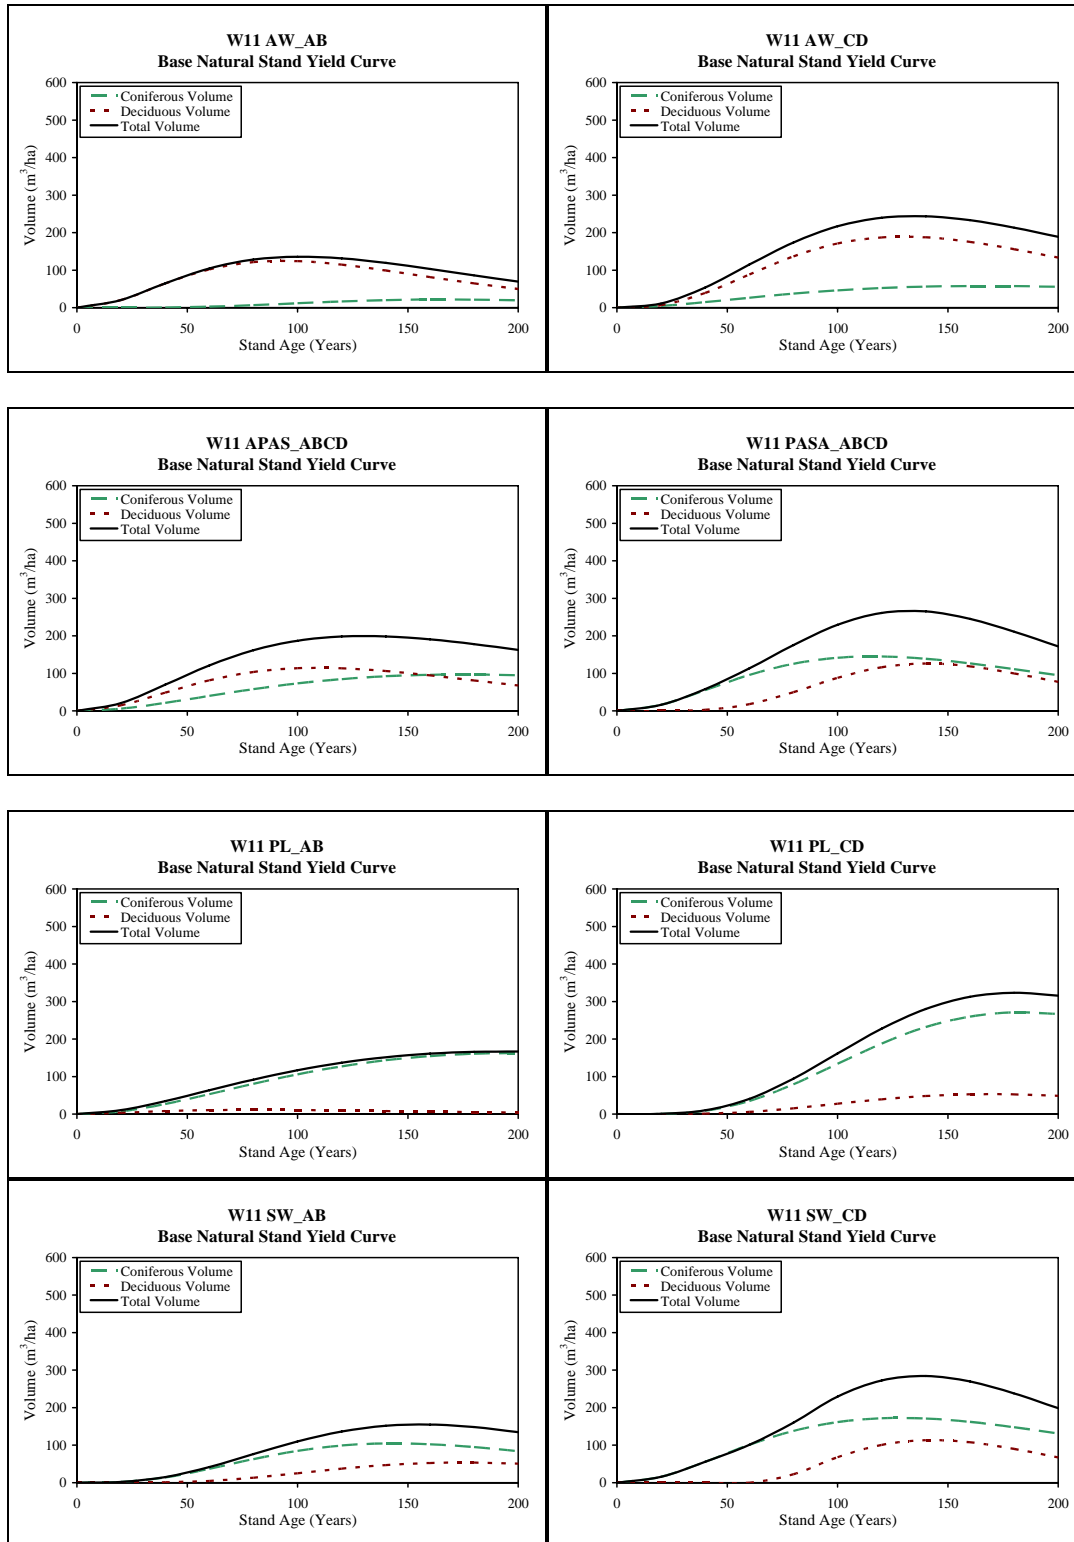 W11 AW_AB
Base Natural Stand Yield Curve
Coniferous Volume
Deciduous Volume
Total Volume
600
500
400
300
200
100
0
Volume (m³/ha)
0 50 100 150 200
Stand Age (Years)
W11 AW_CD
Base Natural Stand Yield Curve
Coniferous Volume
Deciduous Volume
Total Volume
600
500
400
300
200
100
0
Volume (m³/ha)
0 50 100 150 200
Stand Age (Years)
W11 APAS_ABCD
Base Natural Stand Yield Curve
Coniferous Volume
Deciduous Volume
Total Volume
600
500
400
300
200
100
0
Volume (m³/ha)
0 50 100 150 200
Stand Age (Years)
W11 PASA_ABCD
Base Natural Stand Yield Curve
Coniferous Volume
Deciduous Volume
Total Volume
600
500
400
300
200
100
0
Volume (m³/ha)
0 50 100 150 200
Stand Age (Years)
W11 PL_AB
Base Natural Stand Yield Curve
Coniferous Volume
Deciduous Volume
Total Volume
600
500
400
300
200
100
0
Volume (m³/ha)
0 50 100 150 200
Stand Age (Years)
W11 PL_CD
Base Natural Stand Yield Curve
Coniferous Volume
Deciduous Volume
Total Volume
600
500
400
300
200
100
0
Volume (m³/ha)
0 50 100 150 200
Stand Age (Years)
W11 SW_AB
Base Natural Stand Yield Curve
Coniferous Volume
Deciduous Volume
Total Volume
600
500
400
300
200
100
0
Volume (m³/ha)
0 50 100 150 200
Stand Age (Years)
W11 SW_CD
Base Natural Stand Yield Curve
Coniferous Volume
Deciduous Volume
Total Volume
600
500
400
300
200
100
0
Volume (m³/ha)
0 50 100 150 200
Stand Age (Years)